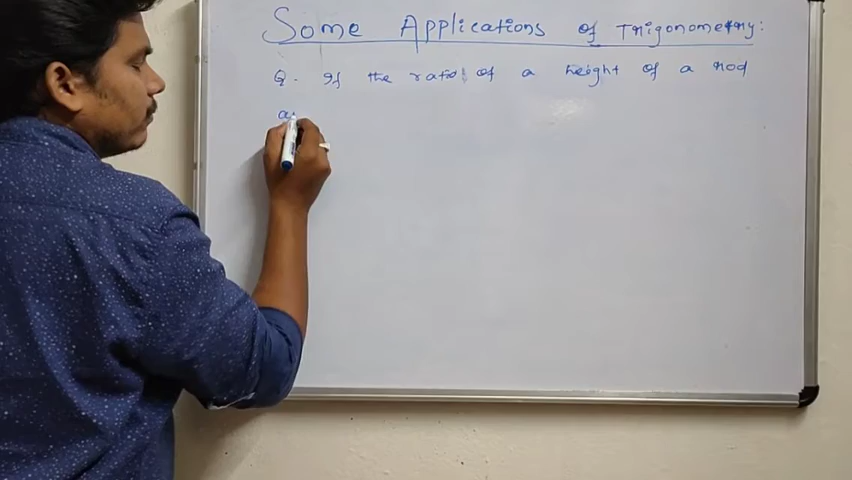 Some Applications of Trigonometry:
Q. If the ratio of a height of a rod
a